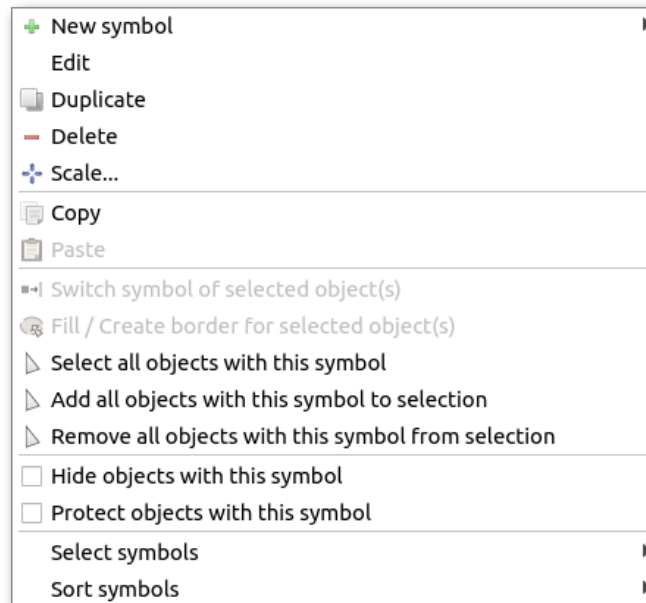 New symbol
Edit
Duplicate
Delete
Scale...
Copy
Paste
Switch symbol of selected object(s)
Fill / Create border for selected object(s)
Select all objects with this symbol
Add all objects with this symbol to selection
Remove all objects with this symbol from selection
Hide objects with this symbol
Protect objects with this symbol
Select symbols
Sort symbols